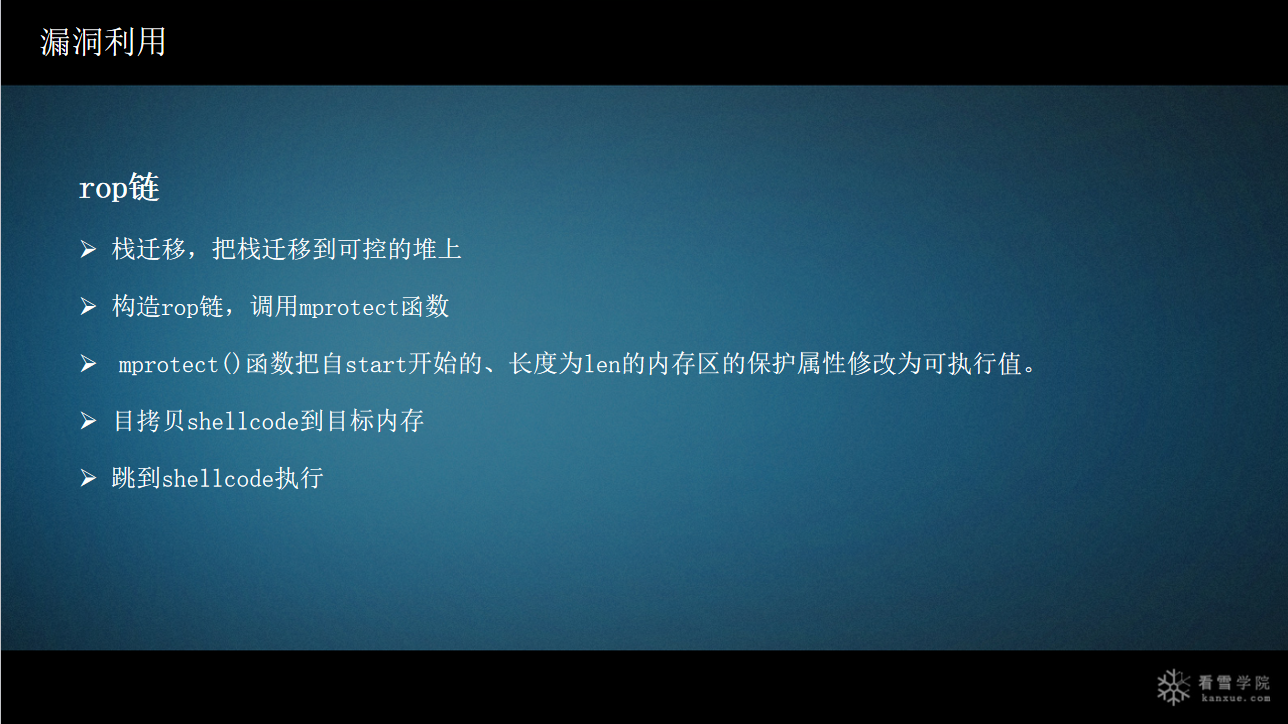 漏洞利用
rop链
栈迁移，把栈迁移到可控的堆上
构造rop链，调用mprotect函数
mprotect()函数把自start开始的、长度为len的内存区的保护属性修改为可执行值。
目拷贝shellcode到目标内存
跳到shellcode执行
看雪学院
kanxue.com